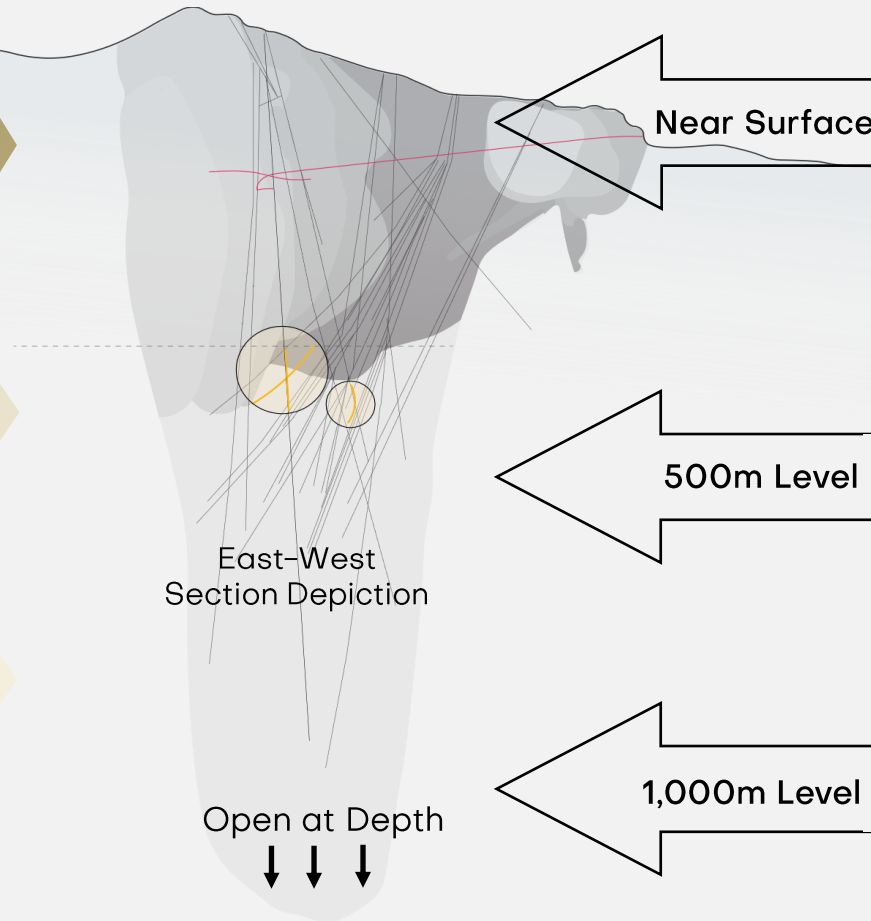 Near Surface
500m Level
East-West
Section Depiction
1,000m Level
Open at Depth